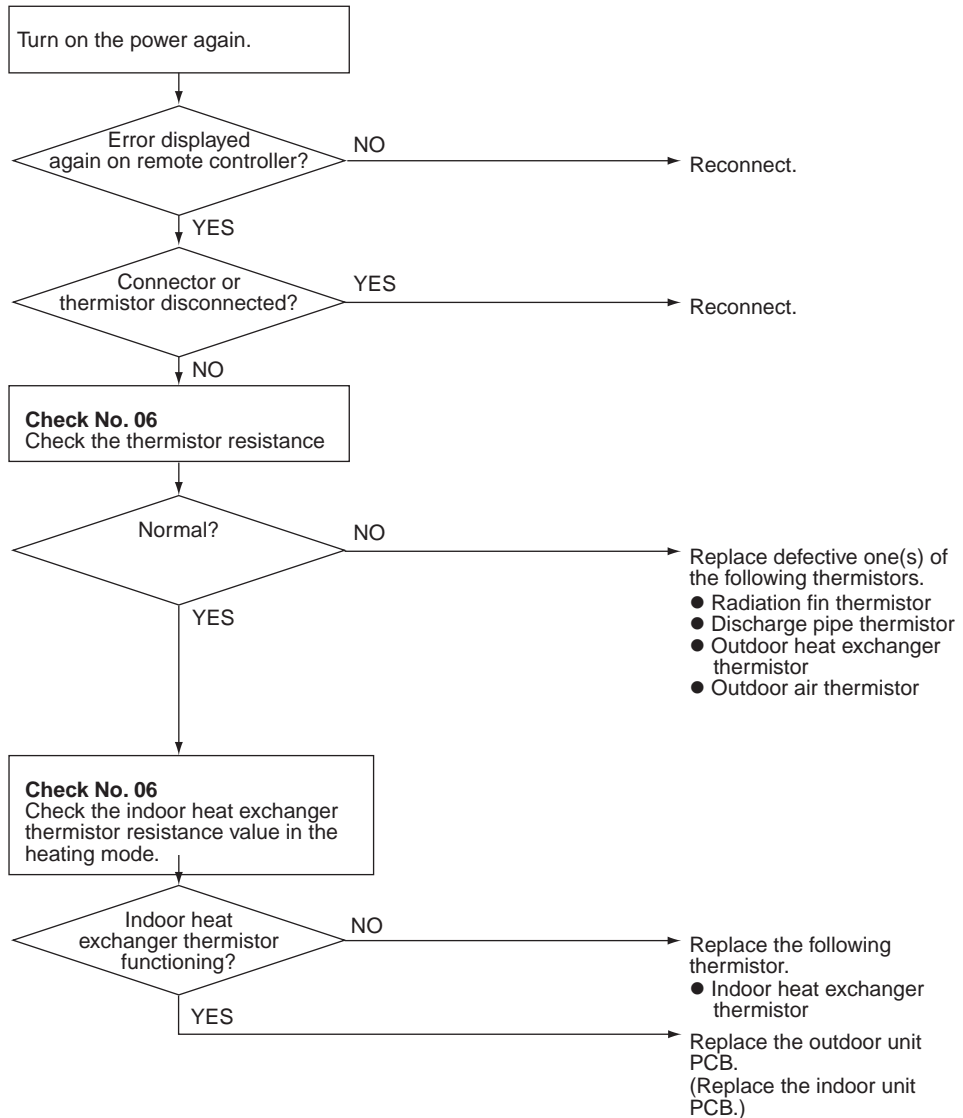 Turn on the power again.
Error displayed
again on remote controller?
NO
Reconnect.
YES
Connector or
thermistor disconnected?
YES
Reconnect.
NO
Check No. 06
Check the thermistor resistance
Normal?
NO
Replace defective one(s) of
the following thermistors.
● Radiation fin thermistor
● Discharge pipe thermistor
● Outdoor heat exchanger
thermistor
● Outdoor air thermistor
YES
Check No. 06
Check the indoor heat exchanger
thermistor resistance value in the
heating mode.
Indoor heat
exchanger thermistor
functioning?
NO
Replace the following
thermistor.
● Indoor heat exchanger
thermistor
YES
Replace the outdoor unit
PCB.
(Replace the indoor unit
PCB.)